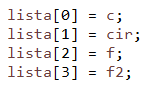 lista[0] = c;
lista[1] = cir;
lista[2] = f;
lista[3] = f2;